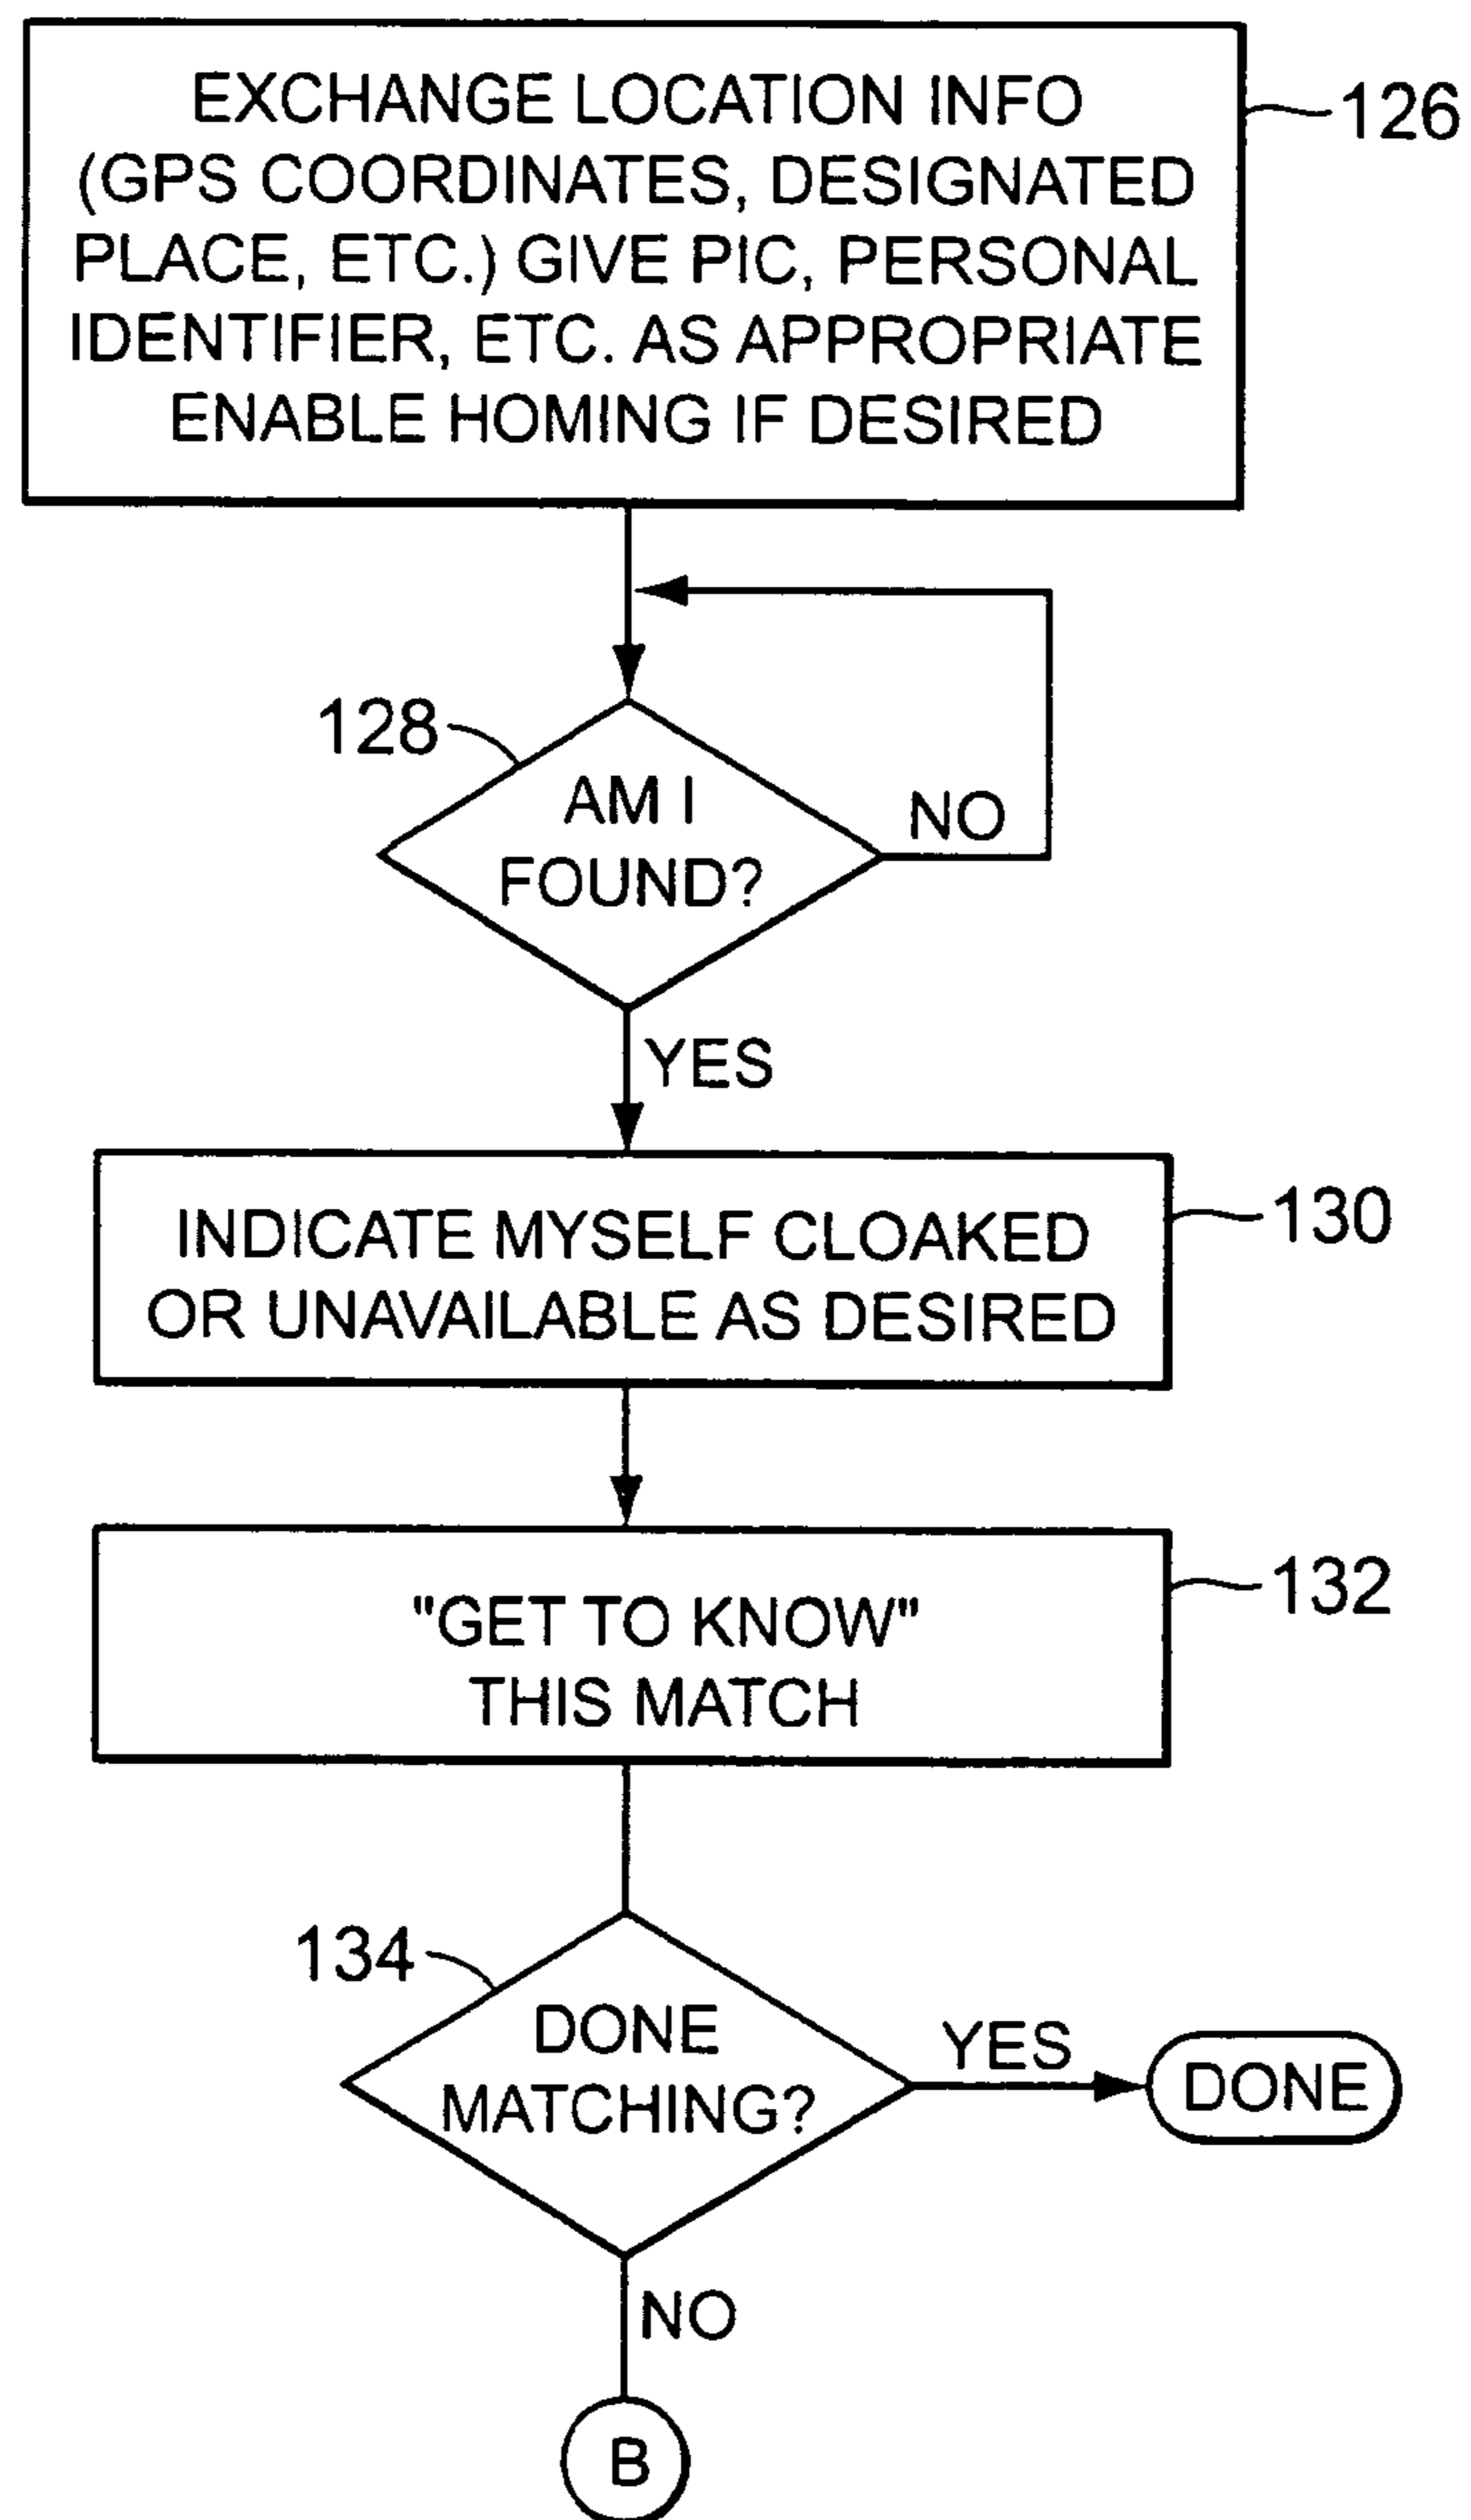 EXCHANGE LOCATION INFO
(GPS COORDINATES, DESIGNATED
PLACE, ETC.) GIVE PIC, PERSONAL
IDENTIFIER, ETC. AS APPROPRIATE
ENABLE HOMING IF DESIRED
126
128
AM I
FOUND?
NO
YES
INDICATE MYSELF CLOAKED
OR UNAVAILABLE AS DESIRED
130
"GET TO KNOW"
THIS MATCH
132
134
DONE
MATCHING?
YES
DONE
NO
B